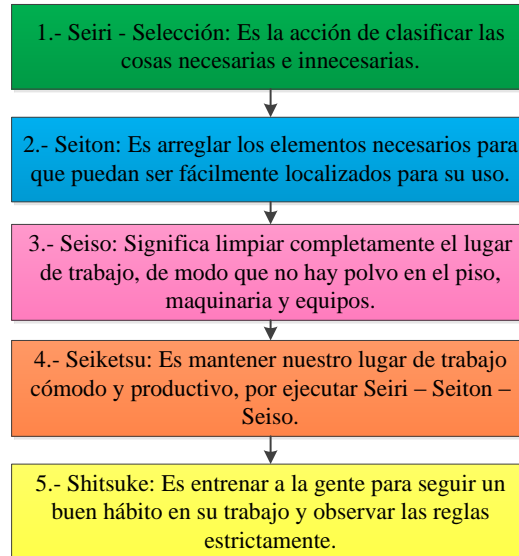 1.- Seiri - Selección: Es la acción de clasificar las
cosas necesarias e innecesarias.
2.- Seiton: Es arreglar los elementos necesarios para
que puedan ser fácilmente localizados para su uso.
3.- Seiso: Significa limpiar completamente el lugar
de trabajo, de modo que no hay polvo en el piso,
maquinaria y equipos.
4.- Seiketsu: Es mantener nuestro lugar de trabajo
cómodo y productivo, por ejecutar Seiri – Seiton –
Seiso.
5.- Shitsuke: Es entrenar a la gente para seguir un
buen hábito en su trabajo y observar las reglas
estrictamente.